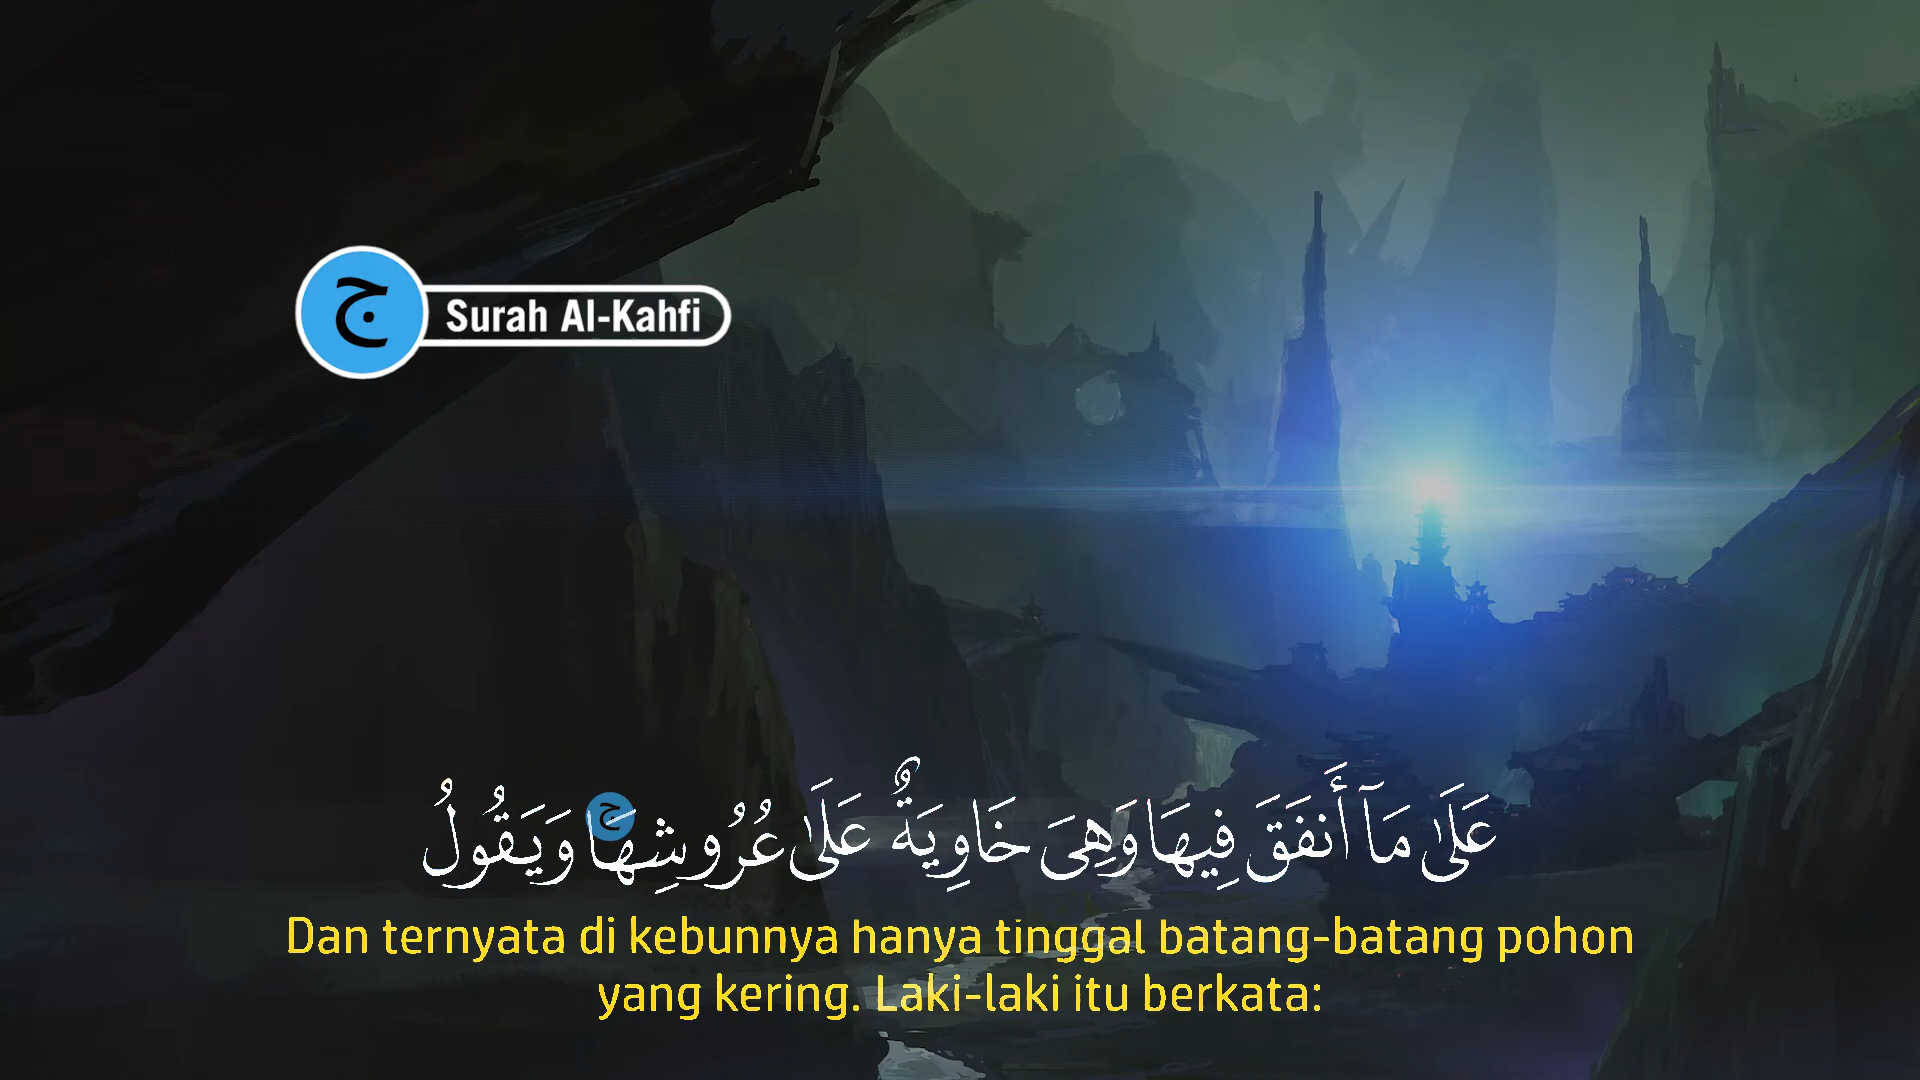 ج
Surah Al-Kahfi
عَلَىٰ مَآ أَنفَقَ فِيهَا وَهِىَ خَاوِيَةٌ عَلَىٰ عُرُوشِهَا ۚ وَيَقُولُ
Dan ternyata di kebunnya hanya tinggal batang-batang pohon
yang kering. Laki-laki itu berkata: